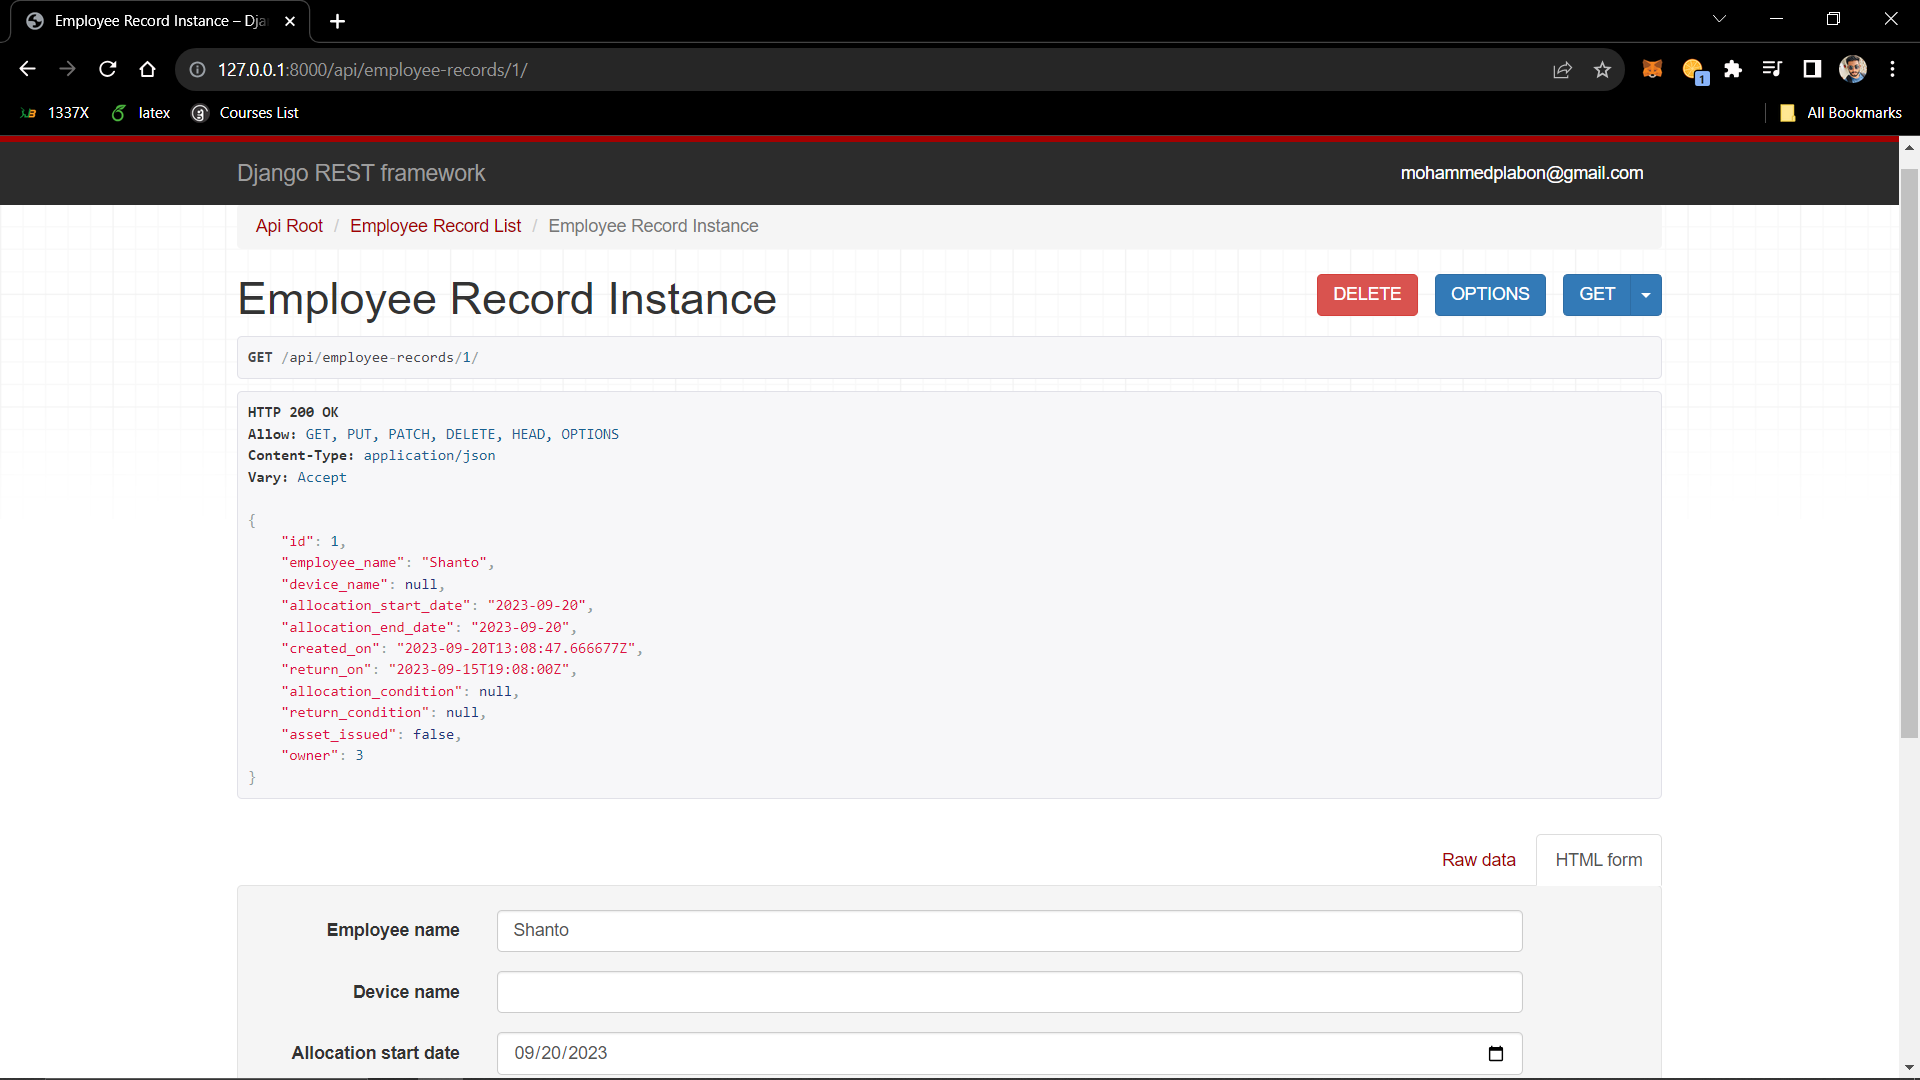 Employee Record Instance – Dja
127.0.0.1:8000/api/employee-records/1/
1
1337X
latex
Courses List
All Bookmarks
Django REST framework
mohammedplabon@gmail.com
Api Root / Employee Record List / Employee Record Instance
Employee Record Instance
DELETE
OPTIONS
GET
GET /api/employee-records/1/
HTTP 200 OK
Allow: GET, PUT, PATCH, DELETE, HEAD, OPTIONS
Content-Type: application/json
Vary: Accept
{
    "id": 1,
    "employee_name": "Shanto",
    "device_name": null,
    "allocation_start_date": "2023-09-20",
    "allocation_end_date": "2023-09-20",
    "created_on": "2023-09-20T13:08:47.666677Z",
    "return_on": "2023-09-15T19:08:00Z",
    "allocation_condition": null,
    "return_condition": null,
    "asset_issued": false,
    "owner": 3
}
Raw data
HTML form
Employee name
Shanto
Device name
Allocation start date
09/20/2023